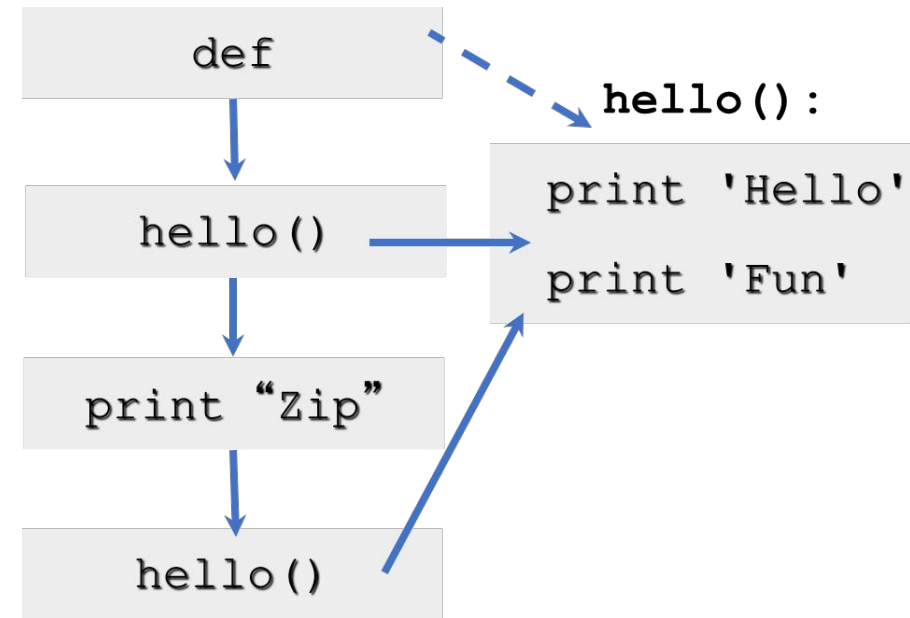 def
hello():
print 'Hello'
print 'Fun'
hello()
print “Zip”
hello()